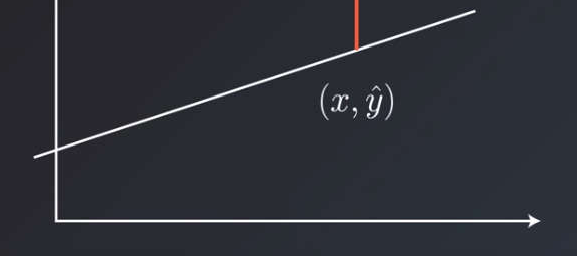 (x, ŷ)